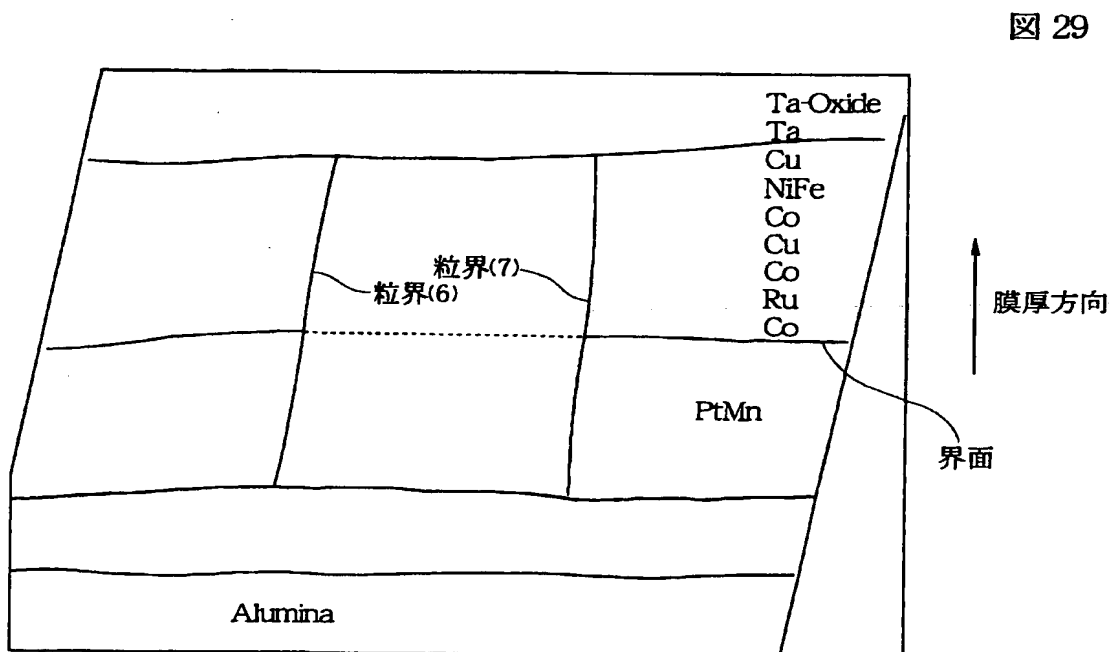 図 29
Ta-Oxide
Ta
Cu
NiFe
Co
Cu
Co
Ru
Co
粒界(7)
粒界(6)
膜厚方向
PtMn
界面
Alumina